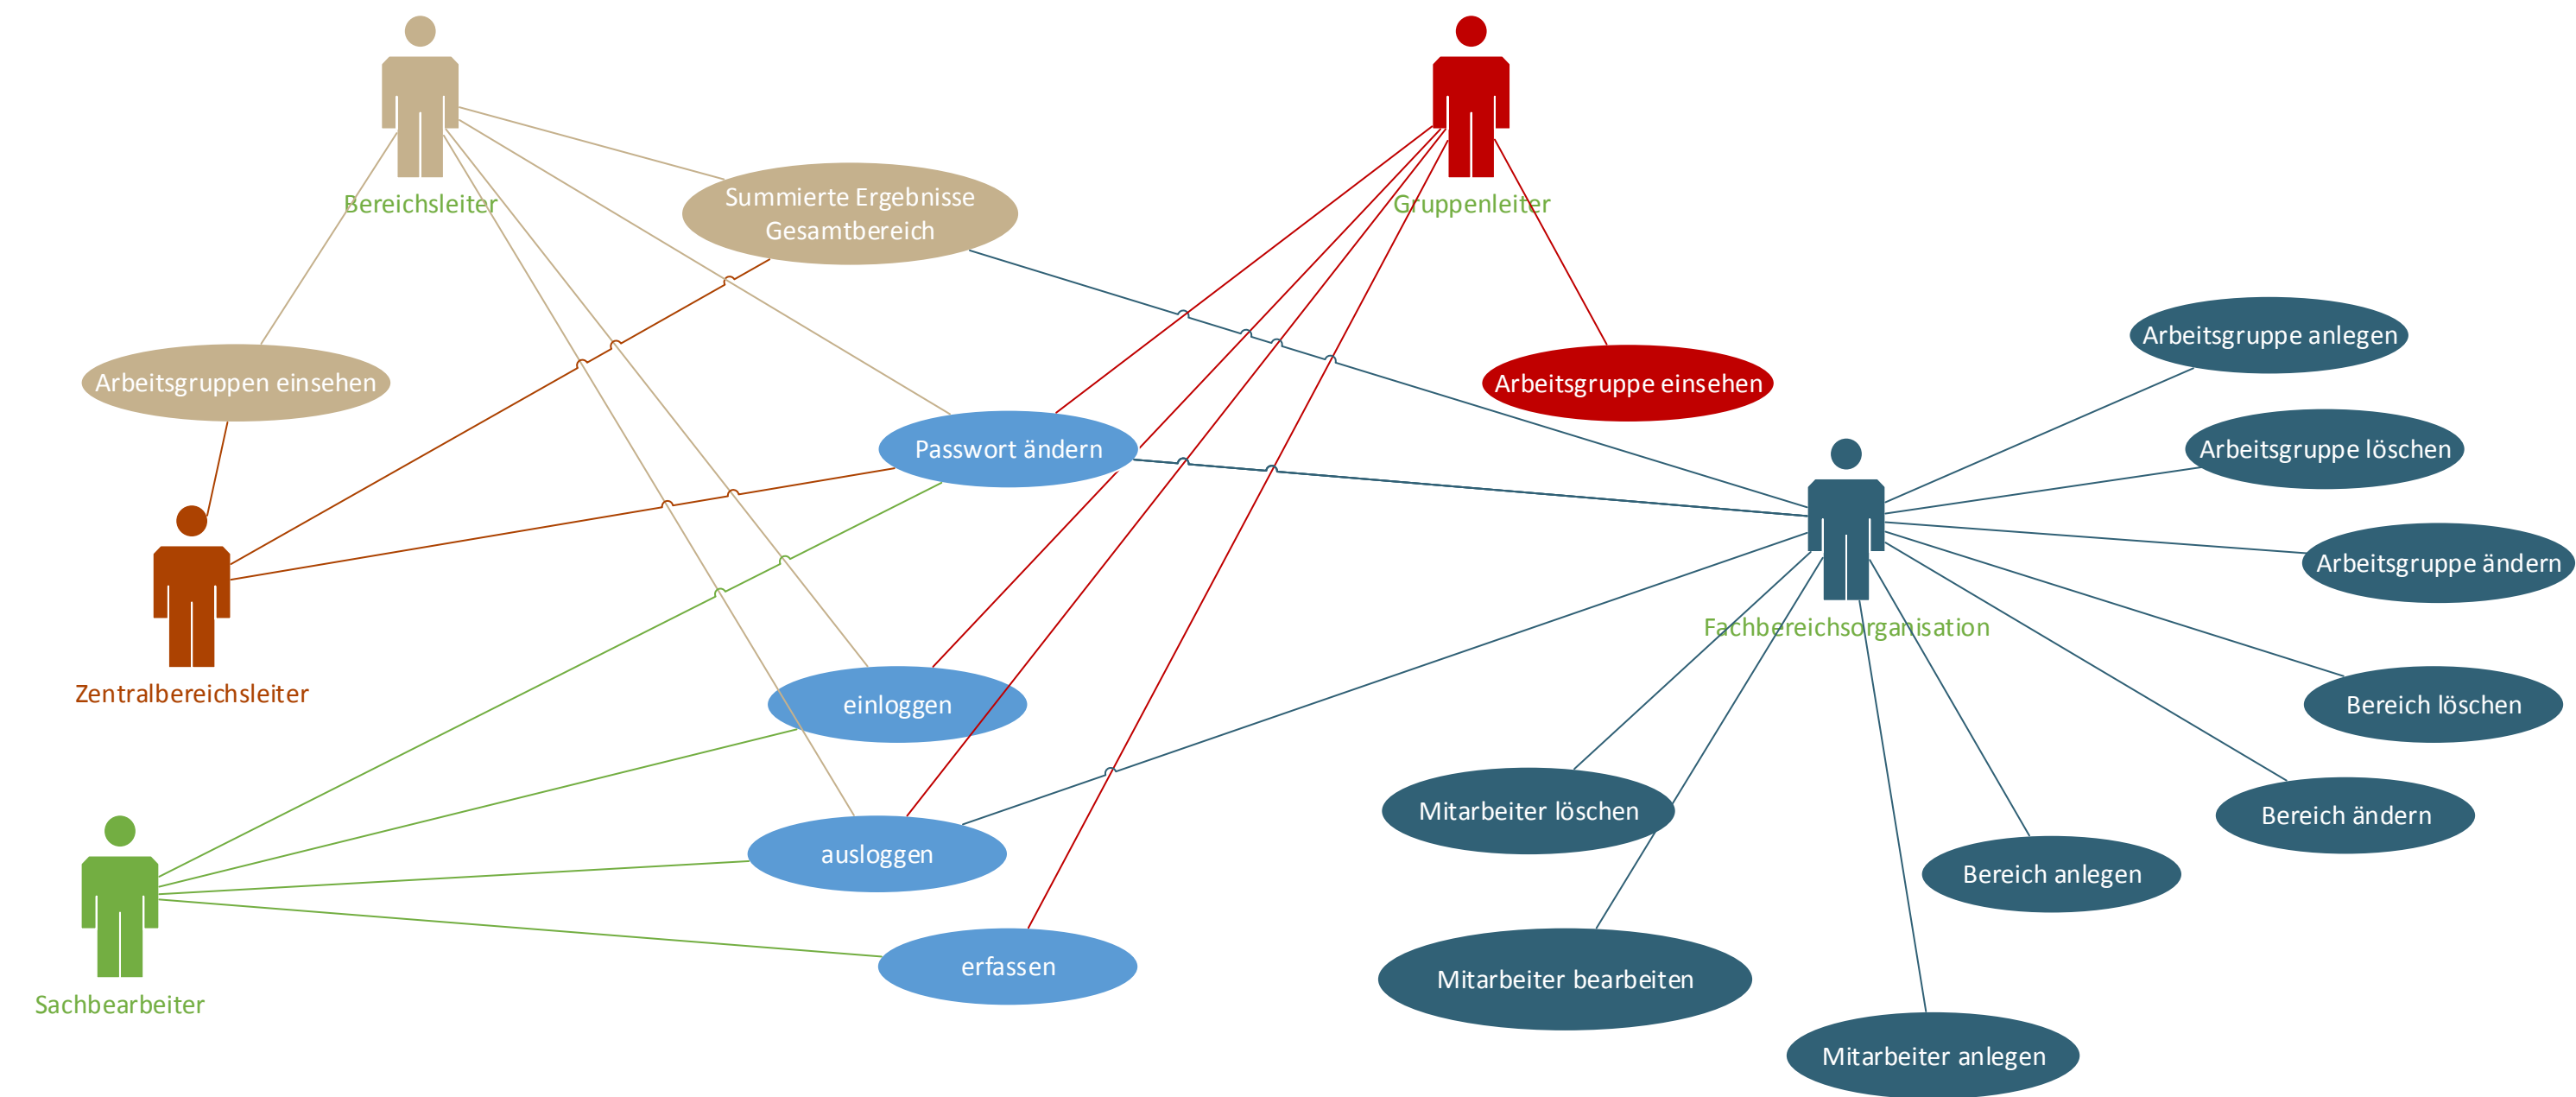 Bereichsleiter
Gruppenleiter
Summierte Ergebnisse
Gesamtbereich
Arbeitsgruppe anlegen
Arbeitsgruppen einsehen
Arbeitsgruppe einsehen
Passwort ändern
Arbeitsgruppe löschen
Arbeitsgruppe ändern
Fachbereichsorganisation
Zentralbereichsleiter
einloggen
Bereich löschen
Mitarbeiter löschen
Bereich ändern
ausloggen
Bereich anlegen
erfassen
Mitarbeiter bearbeiten
Sachbearbeiter
Mitarbeiter anlegen